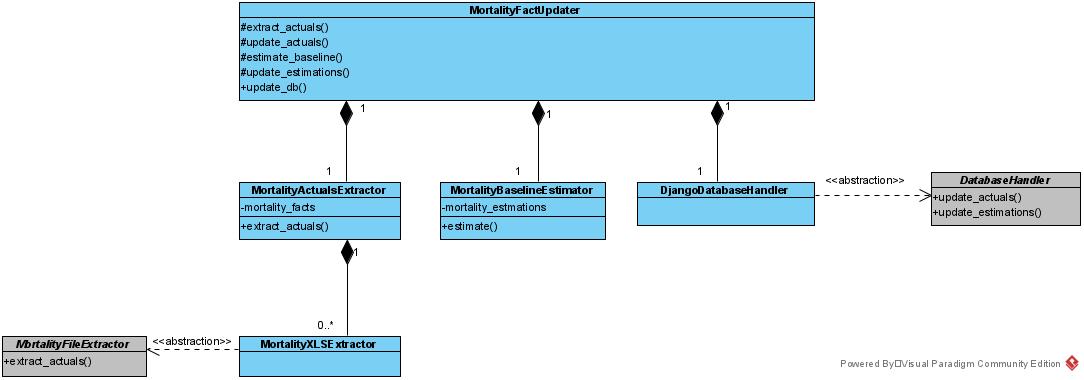 MortalityFactUpdater
#extract_actuals()
#update_actuals()
#estimate_baseline()
#update_estimations()
+update_db()
1
1
1
1
1
1
MortalityActualsExtractor
-mortality_facts
+extract_actuals()
MortalityBaselineEstimator
-mortality_estmations
+estimate()
DjangoDatabaseHandler
<<abstraction>>
DatabaseHandler
+update_actuals()
+update_estimations()
1
0..*
MortalityFileExtractor
+extract_actuals()
<<abstraction>>
MortalityXLSExtractor
Powered By Visual Paradigm Community Edition